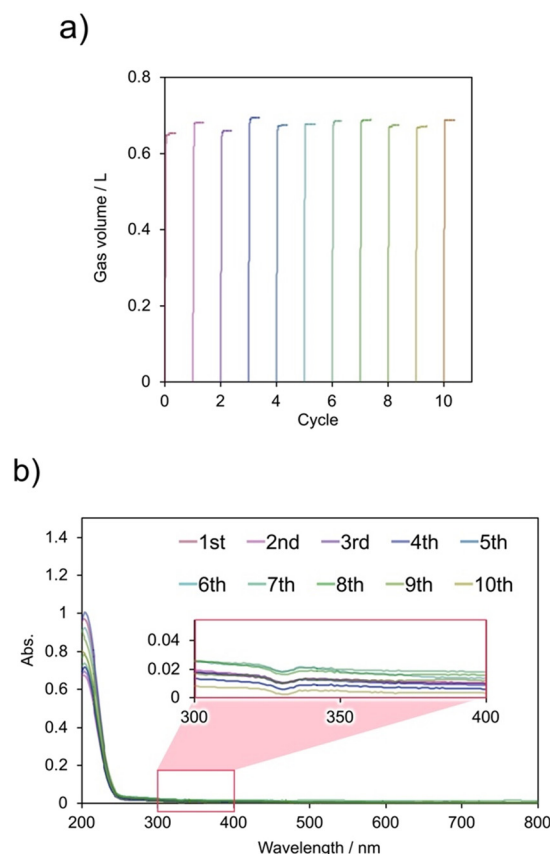 a)
0.8
0.6
0.4
0.2
0
Gas volume / L
0 2 4 6 8 10
Cycle
b)
1.4
1.2
1
0.8
0.6
0.4
0.2
0
Abs.
1st 2nd 3rd 4th 5th
6th 7th 8th 9th 10th
0.04
0.02
0
300 350 400
200 300 400 500 600 700 800
Wavelength / nm